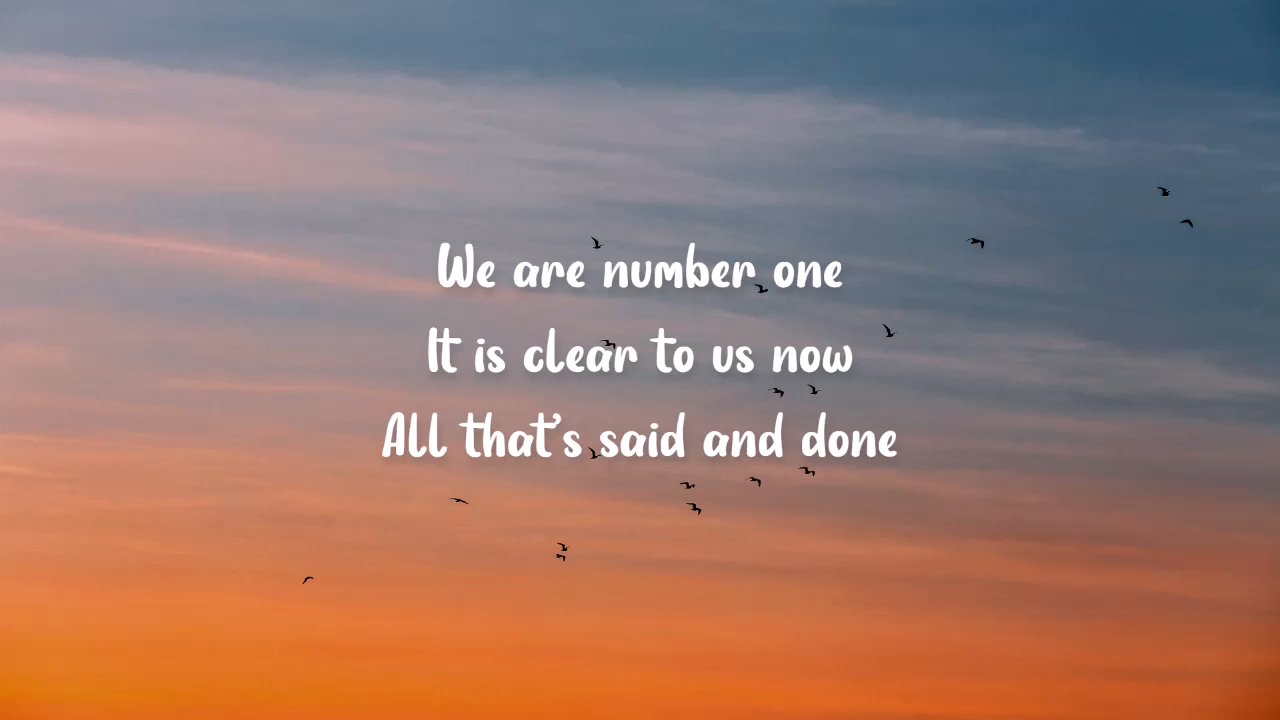 We are number one
It is clear to us now
All that’s said and done